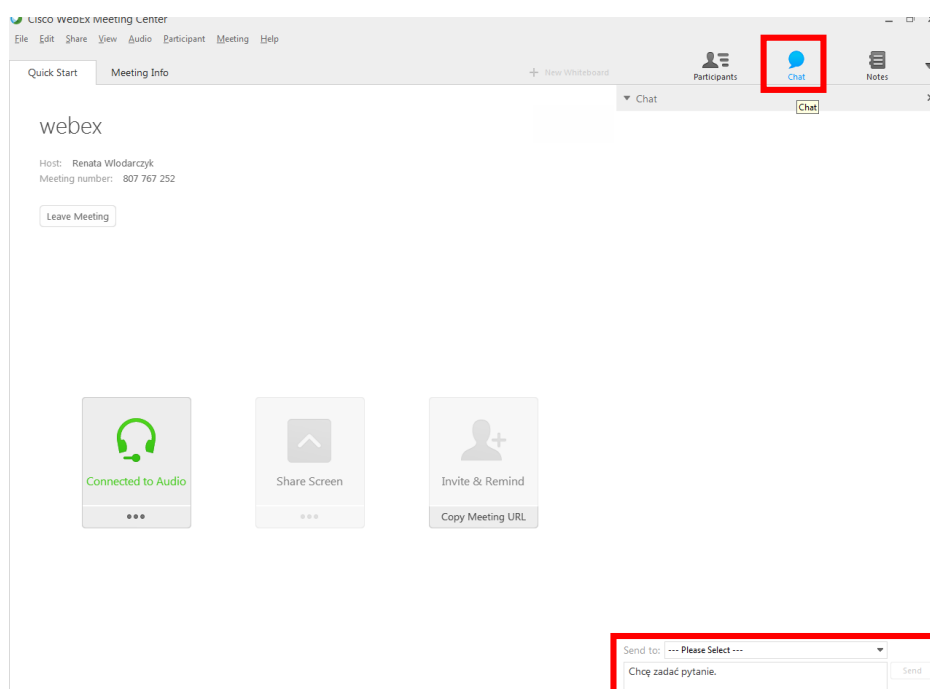 Cisco WebEx Meeting Center
File Edit Share View Audio Participant Meeting Help
Quick Start Meeting Info + New Whiteboard Participants Chat Notes
Chat
Chat
webex
Host: Renata Wlodarczyk
Meeting number: 807 767 252
Leave Meeting
Connected to Audio Share Screen Invite & Remind
Copy Meeting URL
Send to: --- Please Select ---
Chcę zadać pytanie. Send